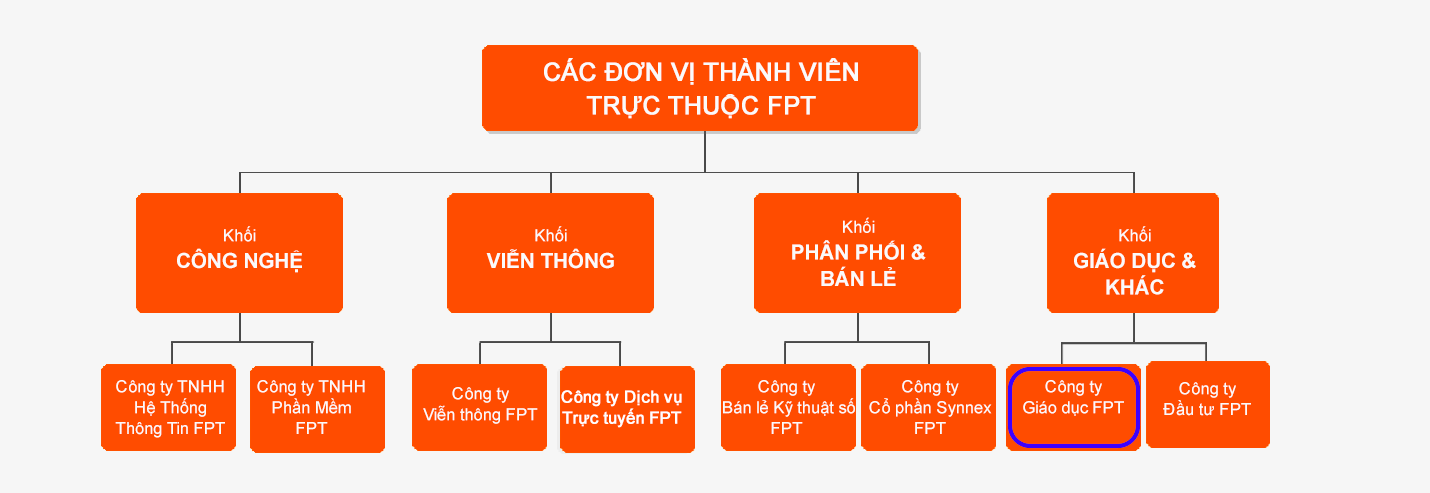 CÁC ĐƠN VỊ THÀNH VIÊN
TRỰC THUỘC FPT
Khối
CÔNG NGHỆ
Khối
VIỄN THÔNG
Khối
PHÂN PHỐI &
BÁN LẺ
Khối
GIÁO DỤC &
KHÁC
Công ty TNHH
Hệ Thống
Thông Tin FPT
Công ty TNHH
Phần Mềm
FPT
Công ty
Viễn thông FPT
Công ty Dịch vụ
Trực tuyến FPT
Công ty
Bán lẻ Kỹ thuật số
FPT
Công ty
Cổ phần Synnex
FPT
Công ty
Giáo dục FPT
Công ty
Đầu tư FPT